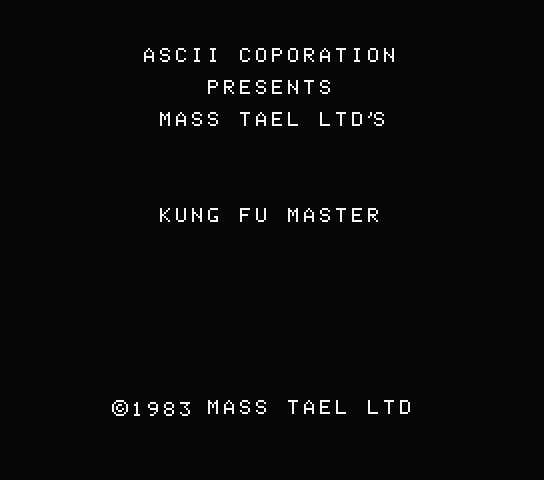 ASCII COPORATION
PRESENTS
MASS TAEL LTD'S
KUNG FU MASTER
©1983 MASS TAEL LTD